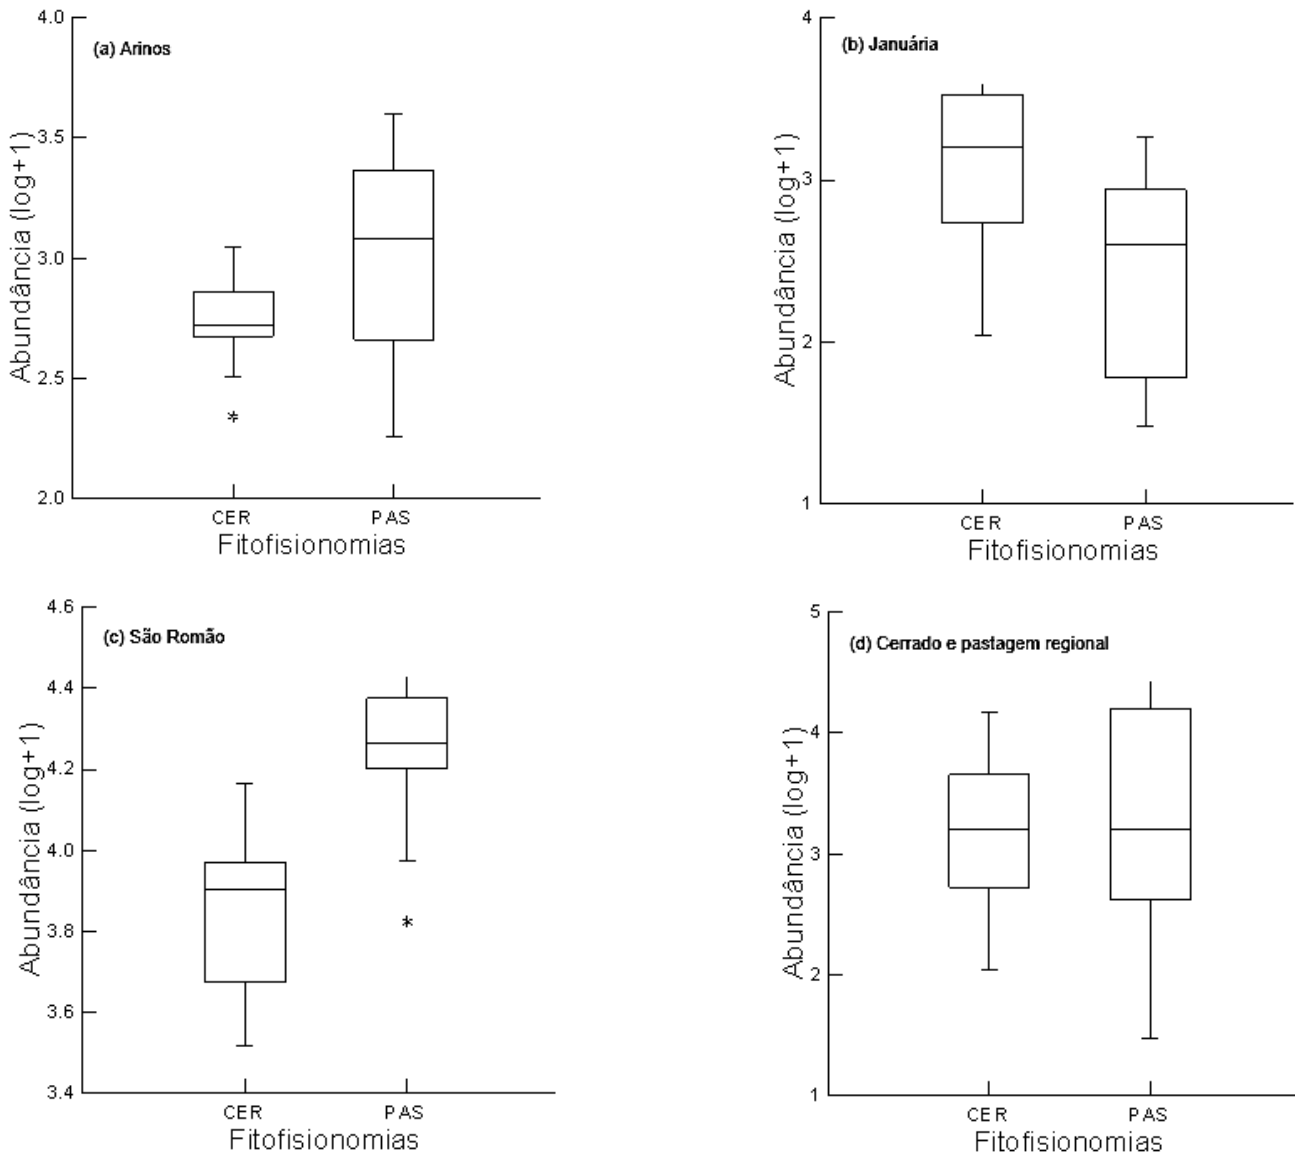 (a) Arinos
Abundância (log+1)
4.0
3.5
3.0
2.5
2.0
CER PAS
Fitofisionomias
(b) Januária
Abundância (log+1)
4
3
2
1
CER PAS
Fitofisionomias
(c) São Romão
Abundância (log+1)
4.6
4.4
4.2
4.0
3.8
3.6
3.4
CER PAS
Fitofisionomias
(d) Cerrado e pastagem regional
Abundância (log+1)
5
4
3
2
1
CER PAS
Fitofisionomias